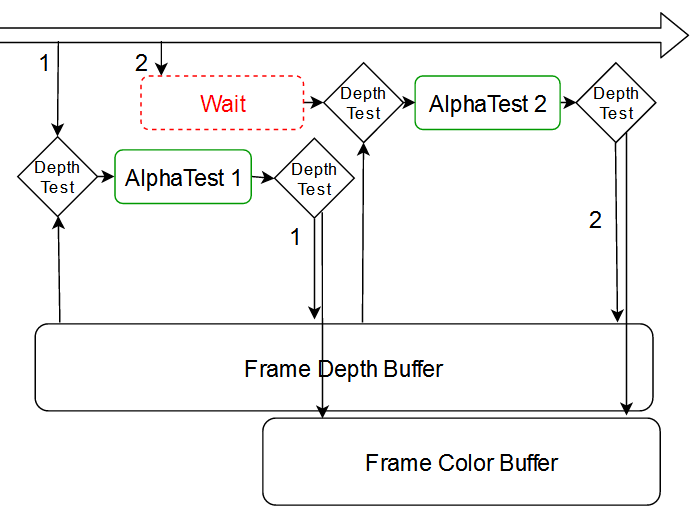 1
2
Wait
Depth
Test
AlphaTest 2
Depth
Test
Depth
Test
AlphaTest 1
Depth
Test
1
2
Frame Depth Buffer
Frame Color Buffer